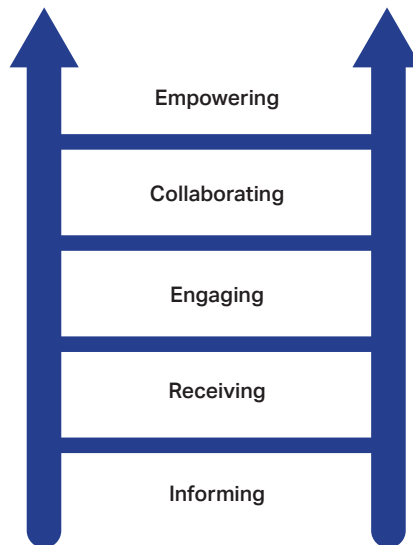 Empowering
Collaborating
Engaging
Receiving
Informing